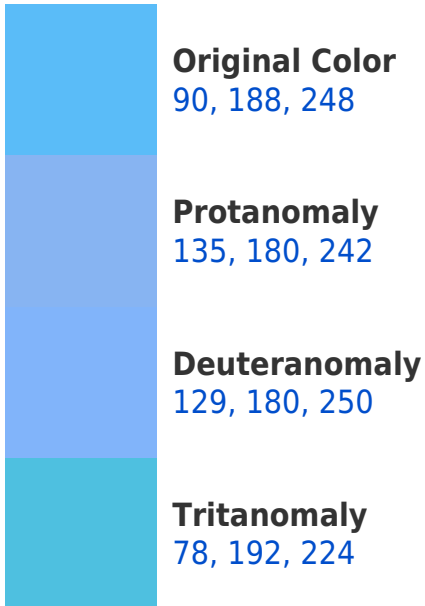 Original Color
90, 188, 248
Protanomaly
135, 180, 242
Deuteranomaly
129, 180, 250
Tritanomaly
78, 192, 224